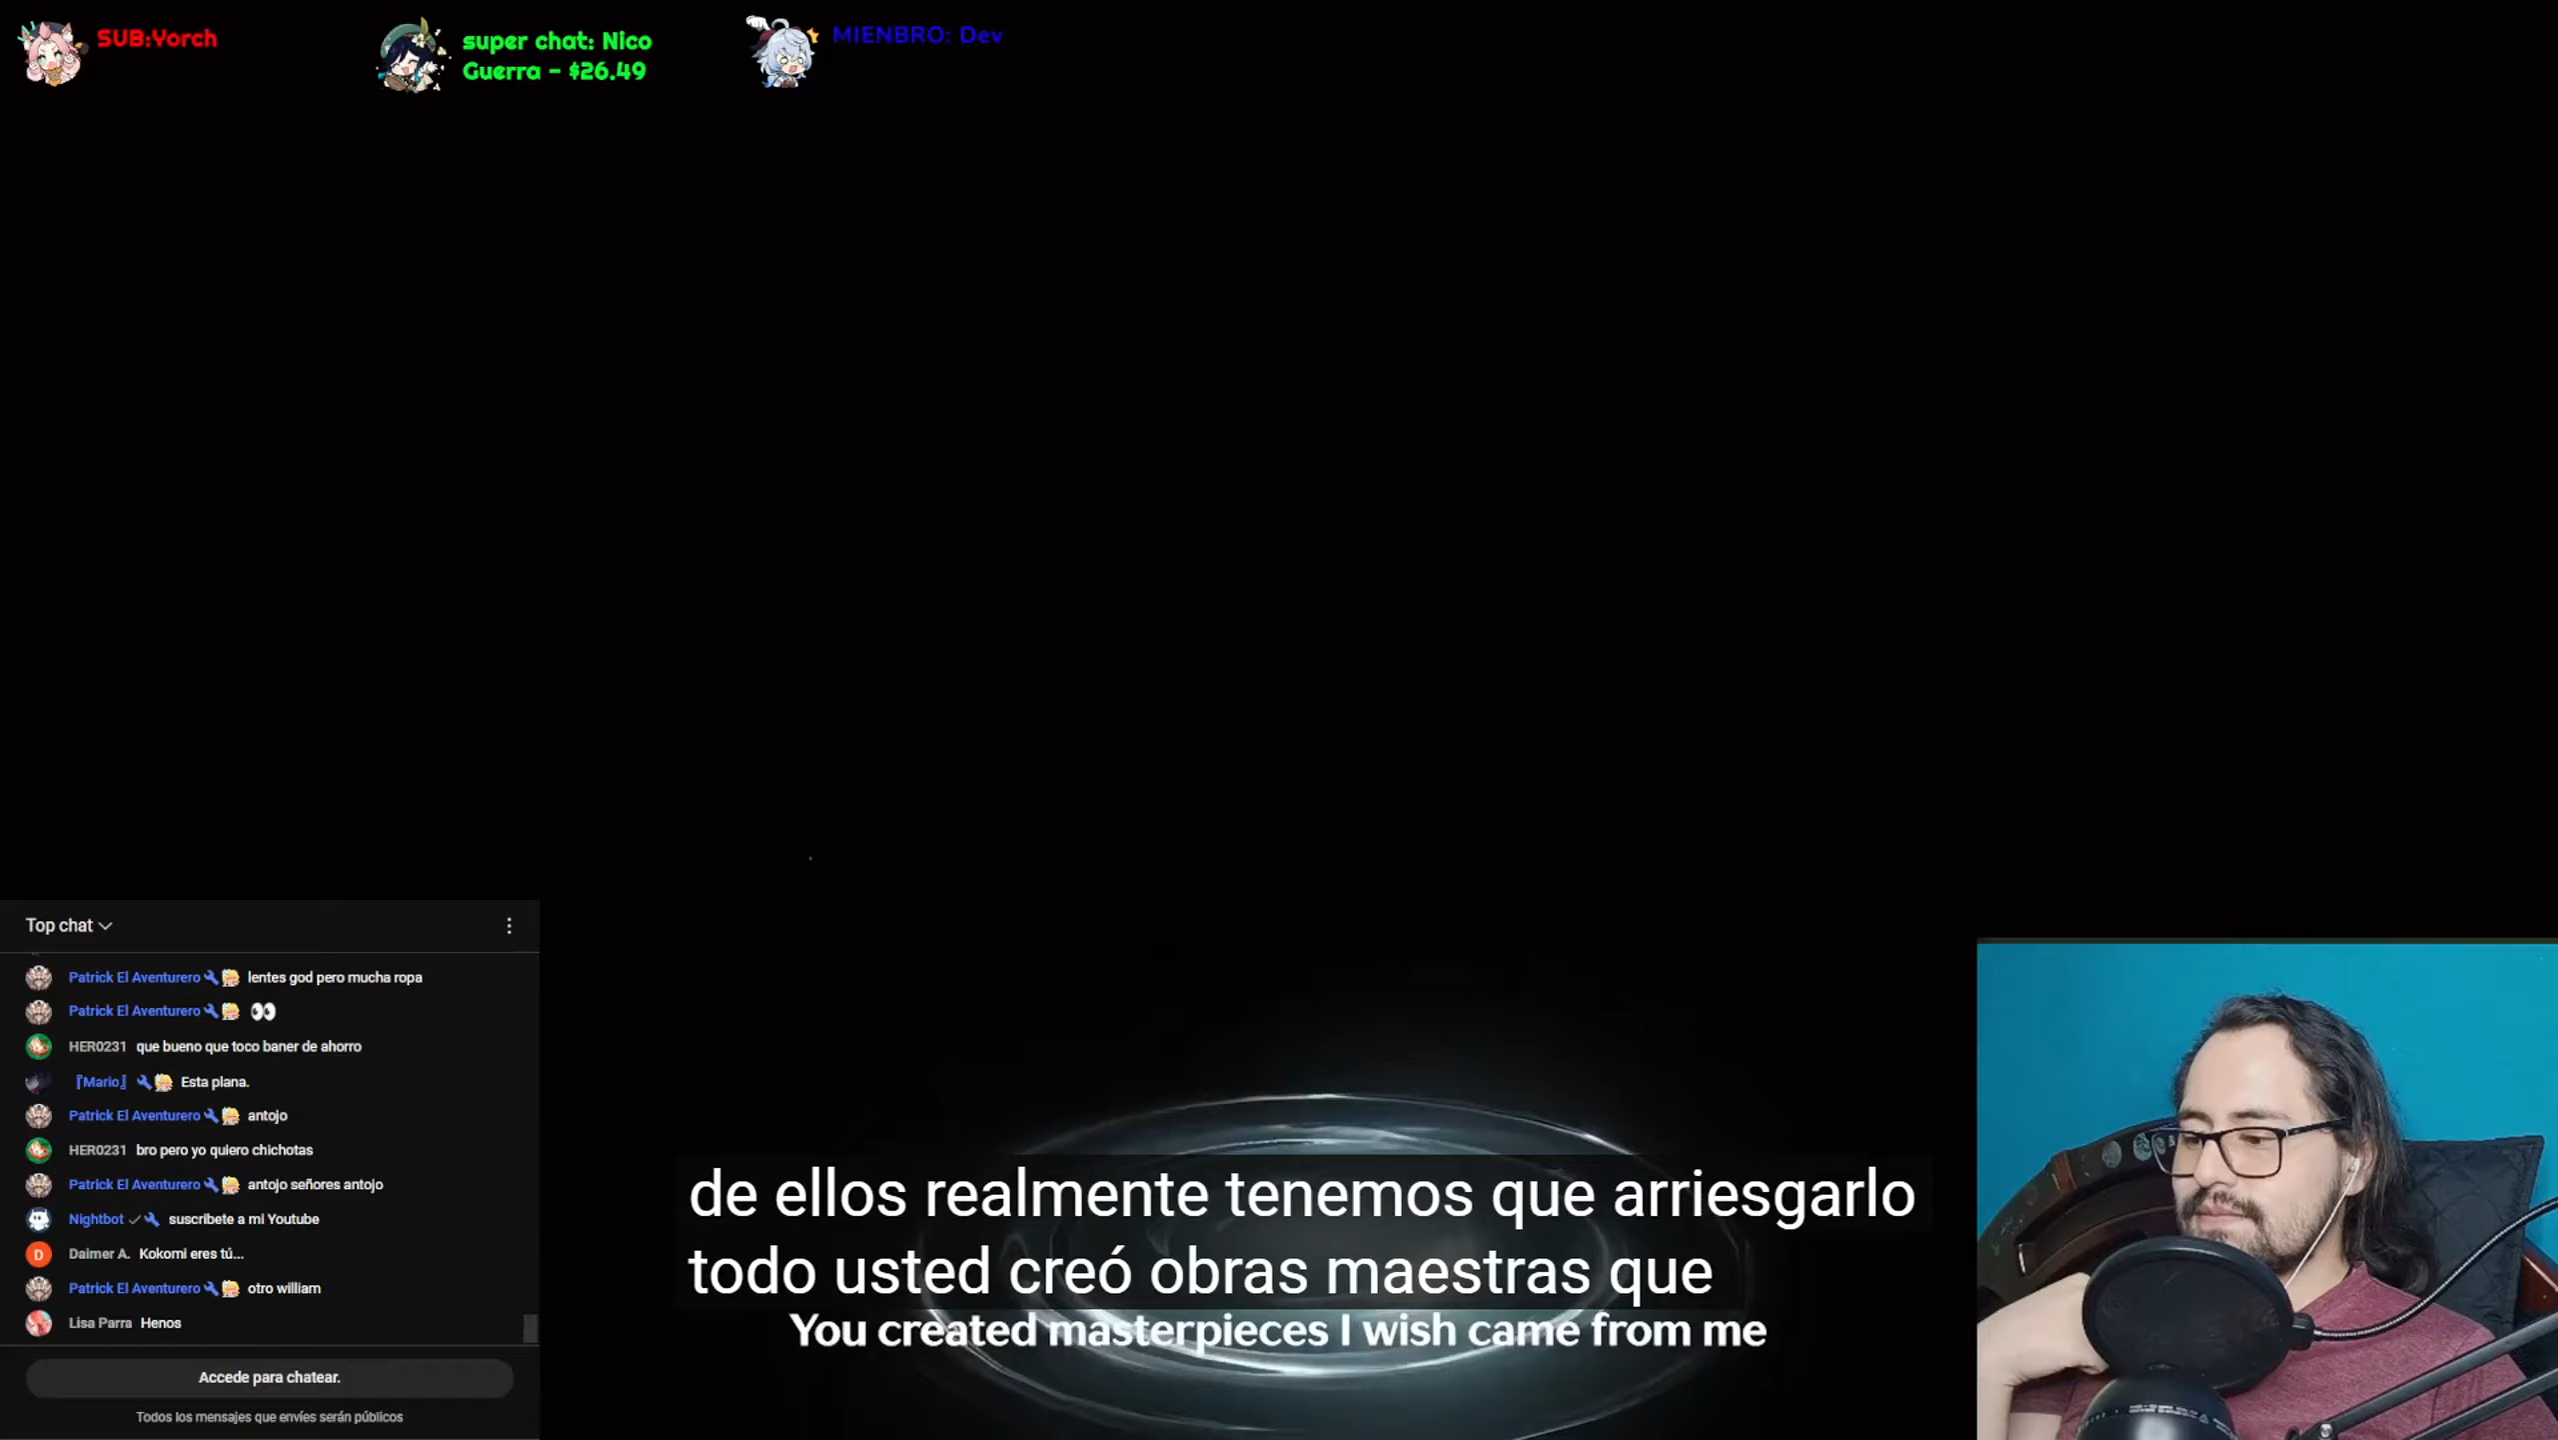 SUB:Yorch
super chat: Nico
Guerra - $26.49
MIENBRO: Dev
Top chat
Patrick El Aventurero lentes god pero mucha ropa
Patrick El Aventurero 👀
HER0231 que bueno que toco baner de ahorro
『Mario』 Esta plana.
Patrick El Aventurero antojo
HER0231 bro pero yo quiero chichotas
Patrick El Aventurero antojo señores antojo
Nightbot suscribete a mi Youtube
D Daimer A. Kokomi eres tú...
Patrick El Aventurero otro william
Lisa Parra Henos
Accede para chatear.
Todos los mensajes que envíes serán públicos
de ellos realmente tenemos que arriesgarlo
todo usted creó obras maestras que
You created masterpieces I wish came from me